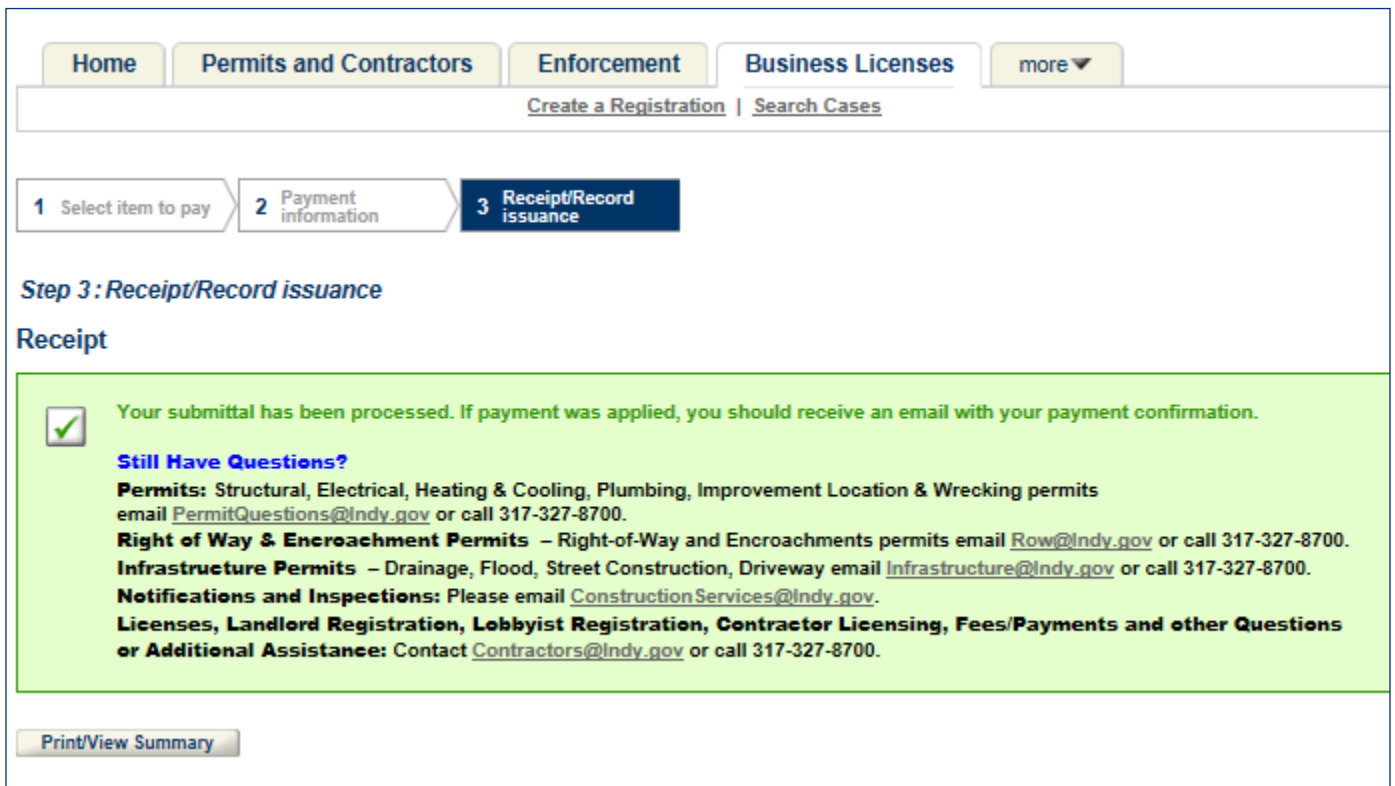 Home Permits and Contractors Enforcement Business Licenses more
Create a Registration | Search Cases
1 Select item to pay 2 Payment information 3 Receipt/Record issuance
Step 3 : Receipt/Record issuance
Receipt
Your submittal has been processed. If payment was applied, you should receive an email with your payment confirmation.
Still Have Questions?
Permits: Structural, Electrical, Heating & Cooling, Plumbing, Improvement Location & Wrecking permits
email PermitQuestions@Indy.gov or call 317-327-8700.
Right of Way & Encroachment Permits – Right-of-Way and Encroachments permits email Row@Indy.gov or call 317-327-8700.
Infrastructure Permits – Drainage, Flood, Street Construction, Driveway email Infrastructure@Indy.gov or call 317-327-8700.
Notifications and Inspections: Please email ConstructionServices@Indy.gov.
Licenses, Landlord Registration, Lobbyist Registration, Contractor Licensing, Fees/Payments and other Questions
or Additional Assistance: Contact Contractors@Indy.gov or call 317-327-8700.
Print/View Summary